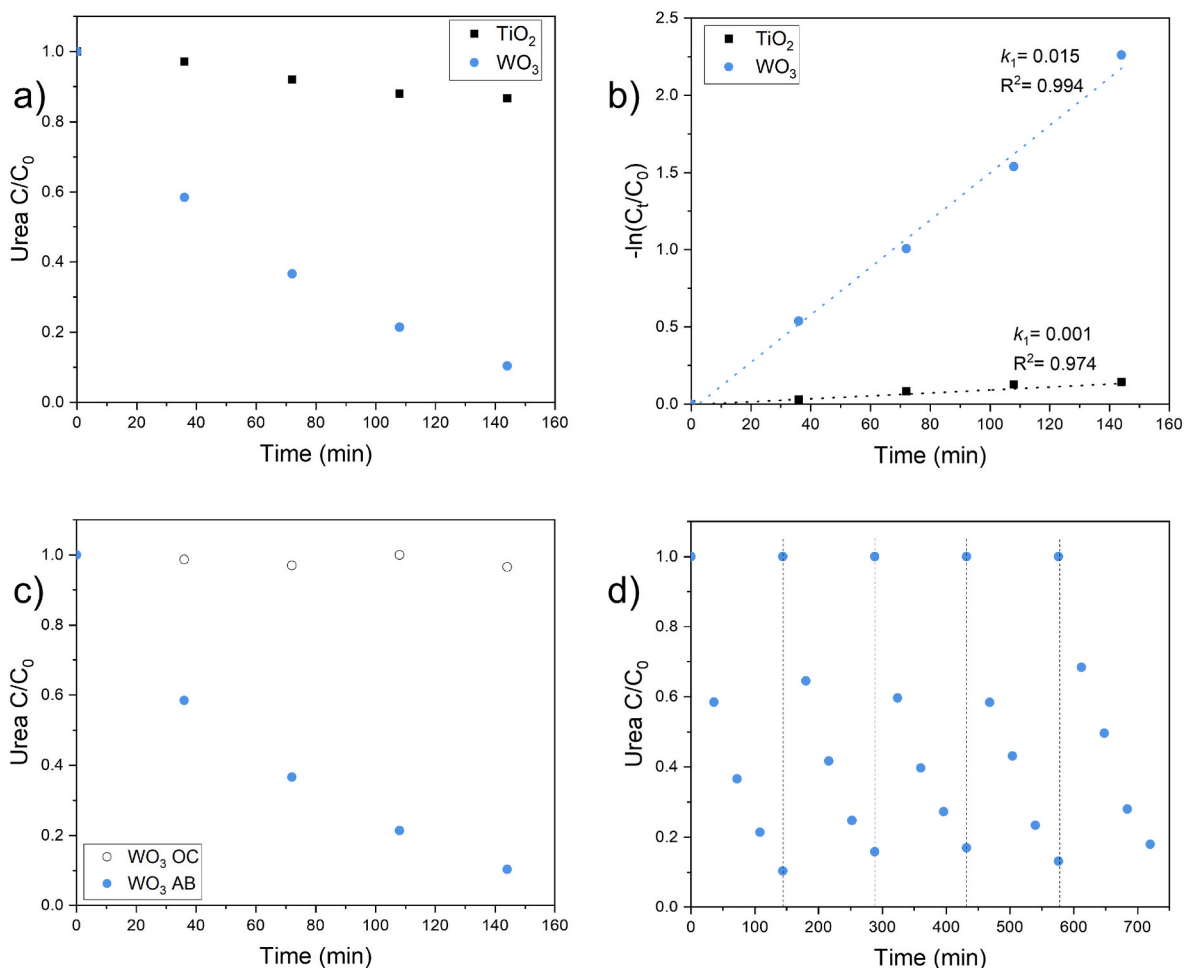 a)
TiO2
WO3
Urea C/C0
1.0
0.8
0.6
0.4
0.2
0.0
0 20 40 60 80 100 120 140 160
Time (min)
b)
TiO2
WO3
k1= 0.015
R2= 0.994
k1= 0.001
R2= 0.974
-ln(Ct/C0)
2.5
2.0
1.5
1.0
0.5
0.0
0 20 40 60 80 100 120 140 160
Time (min)
c)
Urea C/C0
1.0
0.8
0.6
0.4
0.2
0.0
WO3 OC
WO3 AB
0 20 40 60 80 100 120 140 160
Time (min)
d)
Urea C/C0
1.0
0.8
0.6
0.4
0.2
0.0
0 100 200 300 400 500 600 700
Time (min)